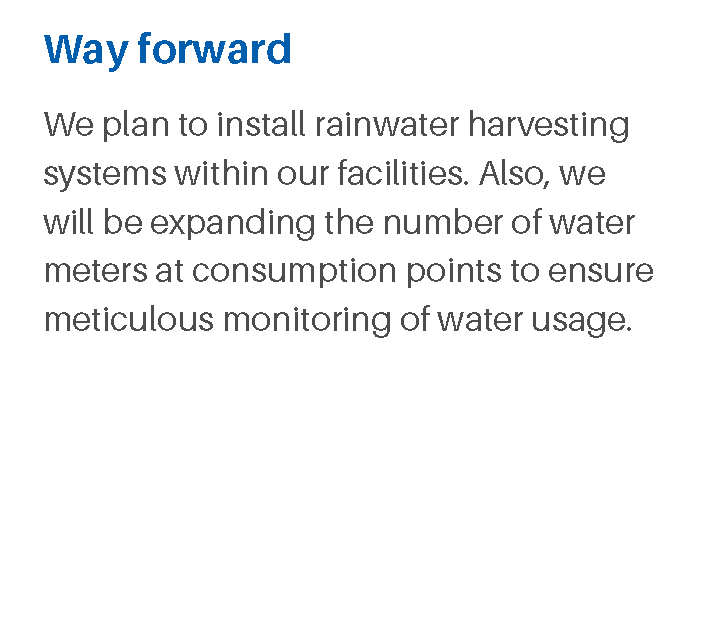 Way forward
We plan to install rainwater harvesting
systems within our facilities. Also, we
will be expanding the number of water
meters at consumption points to ensure
meticulous monitoring of water usage.